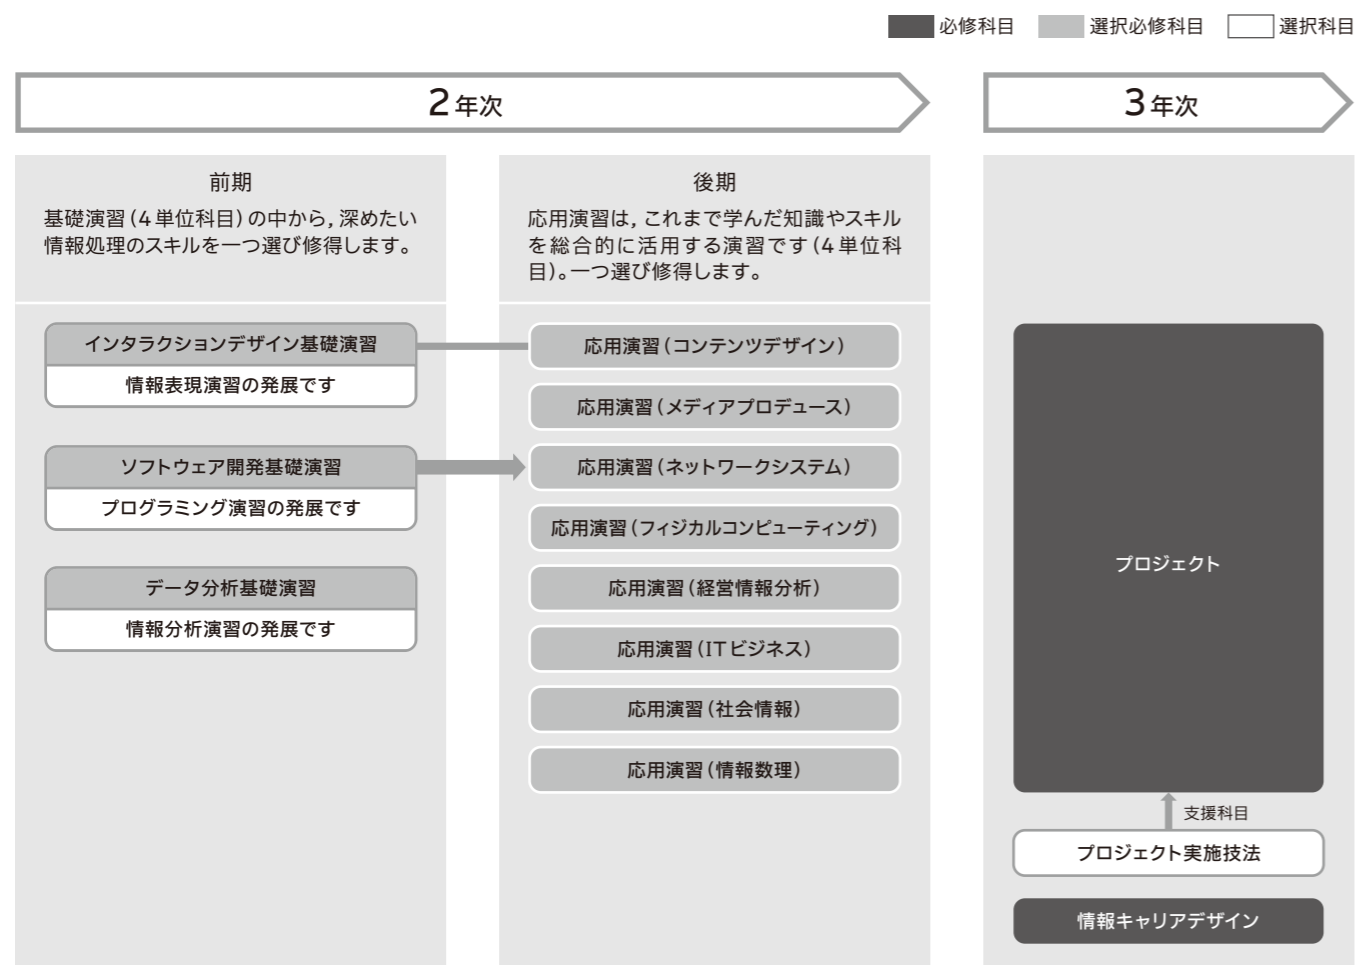 必修科目 選択必修科目 選択科目
2年次
3年次
前期
基礎演習(4単位科目)の中から,深めたい
情報処理のスキルを一つ選び修得します。
インタラクションデザイン基礎演習
情報表現演習の発展です
ソフトウェア開発基礎演習
プログラミング演習の発展です
データ分析基礎演習
情報分析演習の発展です
後期
応用演習は,これまで学んだ知識やスキル
を総合的に活用する演習です(4単位科
目)。一つ選び修得します。
応用演習(コンテンツデザイン)
応用演習(メディアプロデュース)
応用演習(ネットワークシステム)
応用演習(フィジカルコンピューティング)
応用演習(経営情報分析)
応用演習(ITビジネス)
応用演習(社会情報)
応用演習(情報数理)
プロジェクト
支援科目
プロジェクト実施技法
情報キャリアデザイン